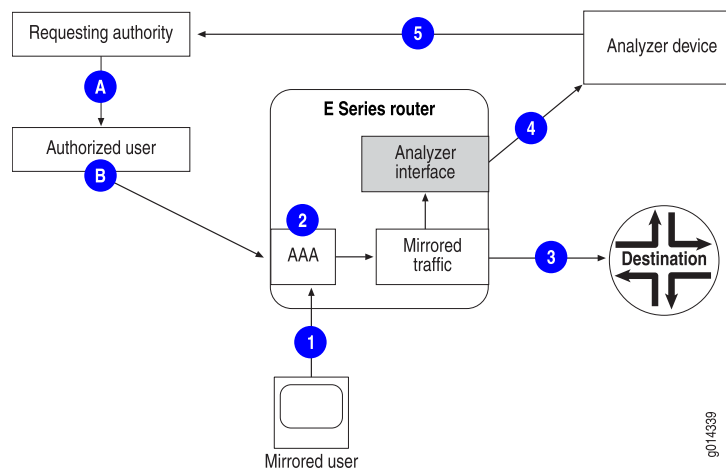 Requesting authority
5
Analyzer device
A
E Series router
4
Authorized user
B
Analyzer
interface
2
AAA
Mirrored
traffic
3
Destination
1
Mirrored user
g014339